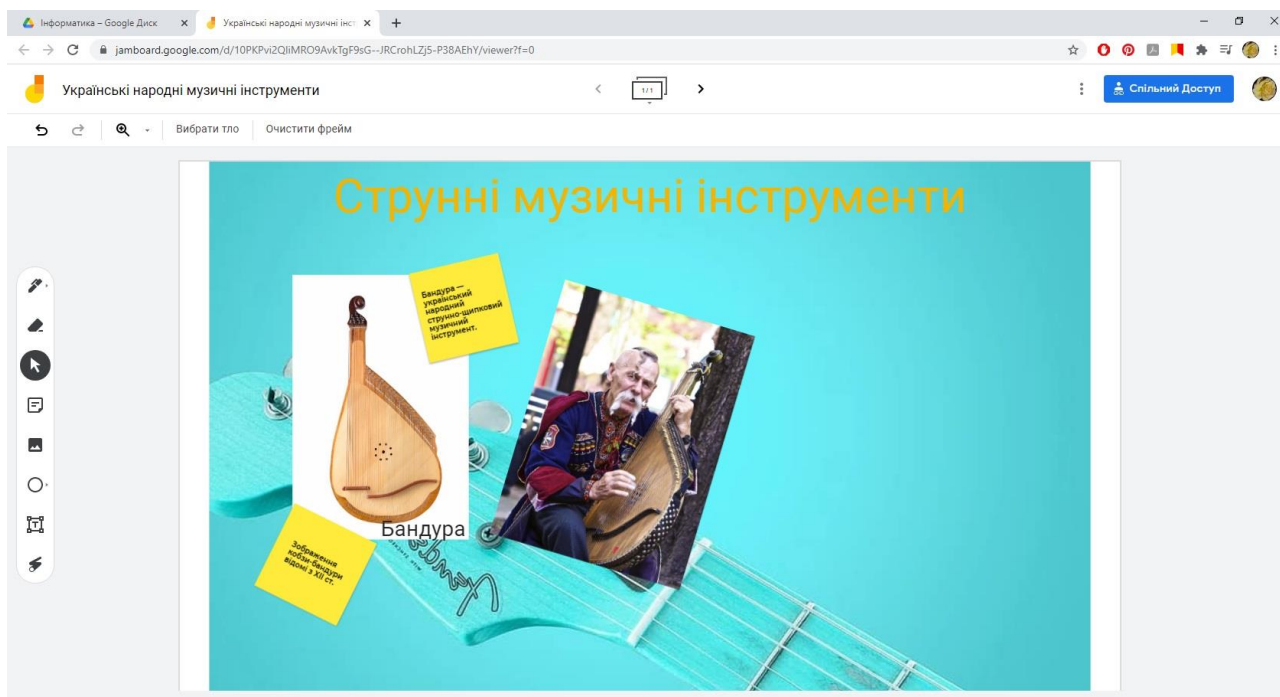 Інформатика – Google Диск
Українські народні музичні інст
jamboard.google.com/d/10PKPvi2QIiMRO9AvkTgF9sG--JRCrohLZj5-P38AEhY/viewer?f=0
Українські народні музичні інструменти
1/1
Спільний Доступ
Вибрати тло
Очистити фрейм
Струнні музичні інструменти
Бандура —
український
народний
струнно-щипковий
музичний
інструмент.
Бандура
Зображення
кобзи-бандури
відомі з XII ст.